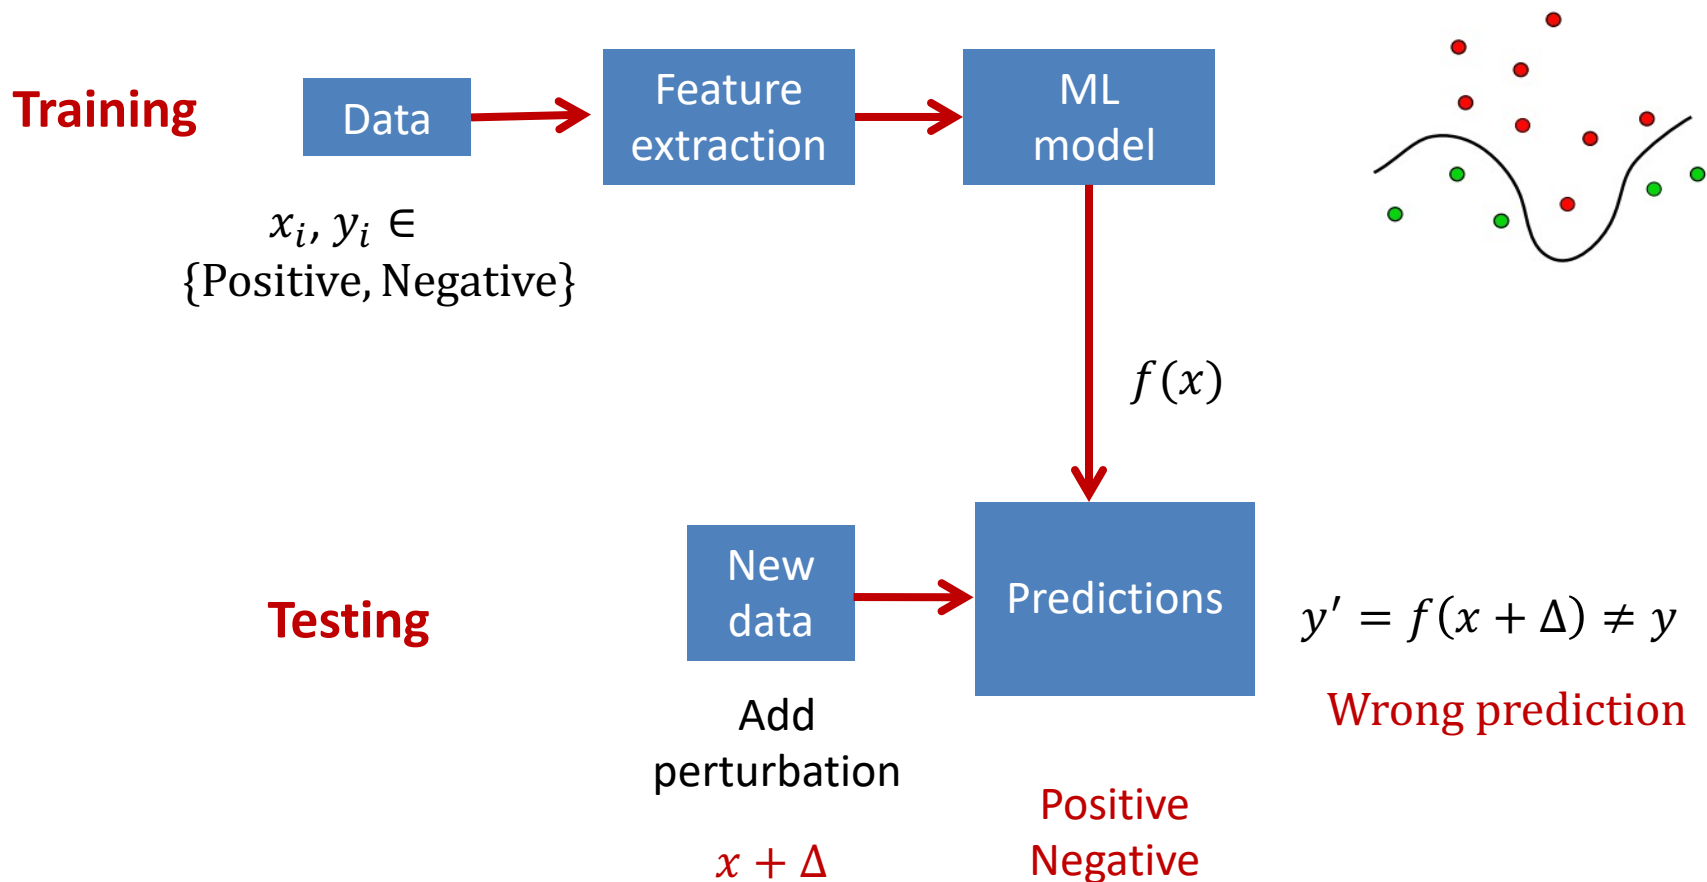 Training
Data
Feature
extraction
ML
model
𝑥ᵢ, 𝑦ᵢ ∈
{Positive, Negative}
𝑓(𝑥)
Testing
New
data
Predictions
𝑦′ = 𝑓(𝑥 + Δ) ≠ 𝑦
Wrong prediction
Add
perturbation
𝑥 + Δ
Positive
Negative